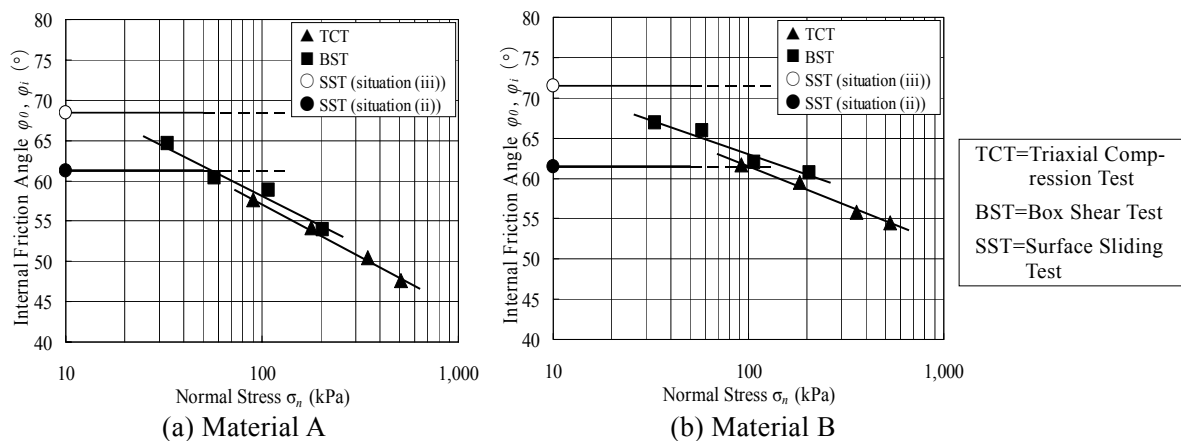 80
75
70
65
60
55
50
45
40
Internal Friction Angle φ0, φi (°)
TCT
BST
SST (situation (iii))
SST (situation (ii))
10
100
1,000
Normal Stress σn (kPa)
(a) Material A
80
75
70
65
60
55
50
45
40
Internal Friction Angle φ0, φi (°)
TCT
BST
SST (situation (iii))
SST (situation (ii))
10
100
1,000
Normal Stress σn (kPa)
(b) Material B
TCT=Triaxial Comp-
ression Test
BST=Box Shear Test
SST=Surface Sliding
Test